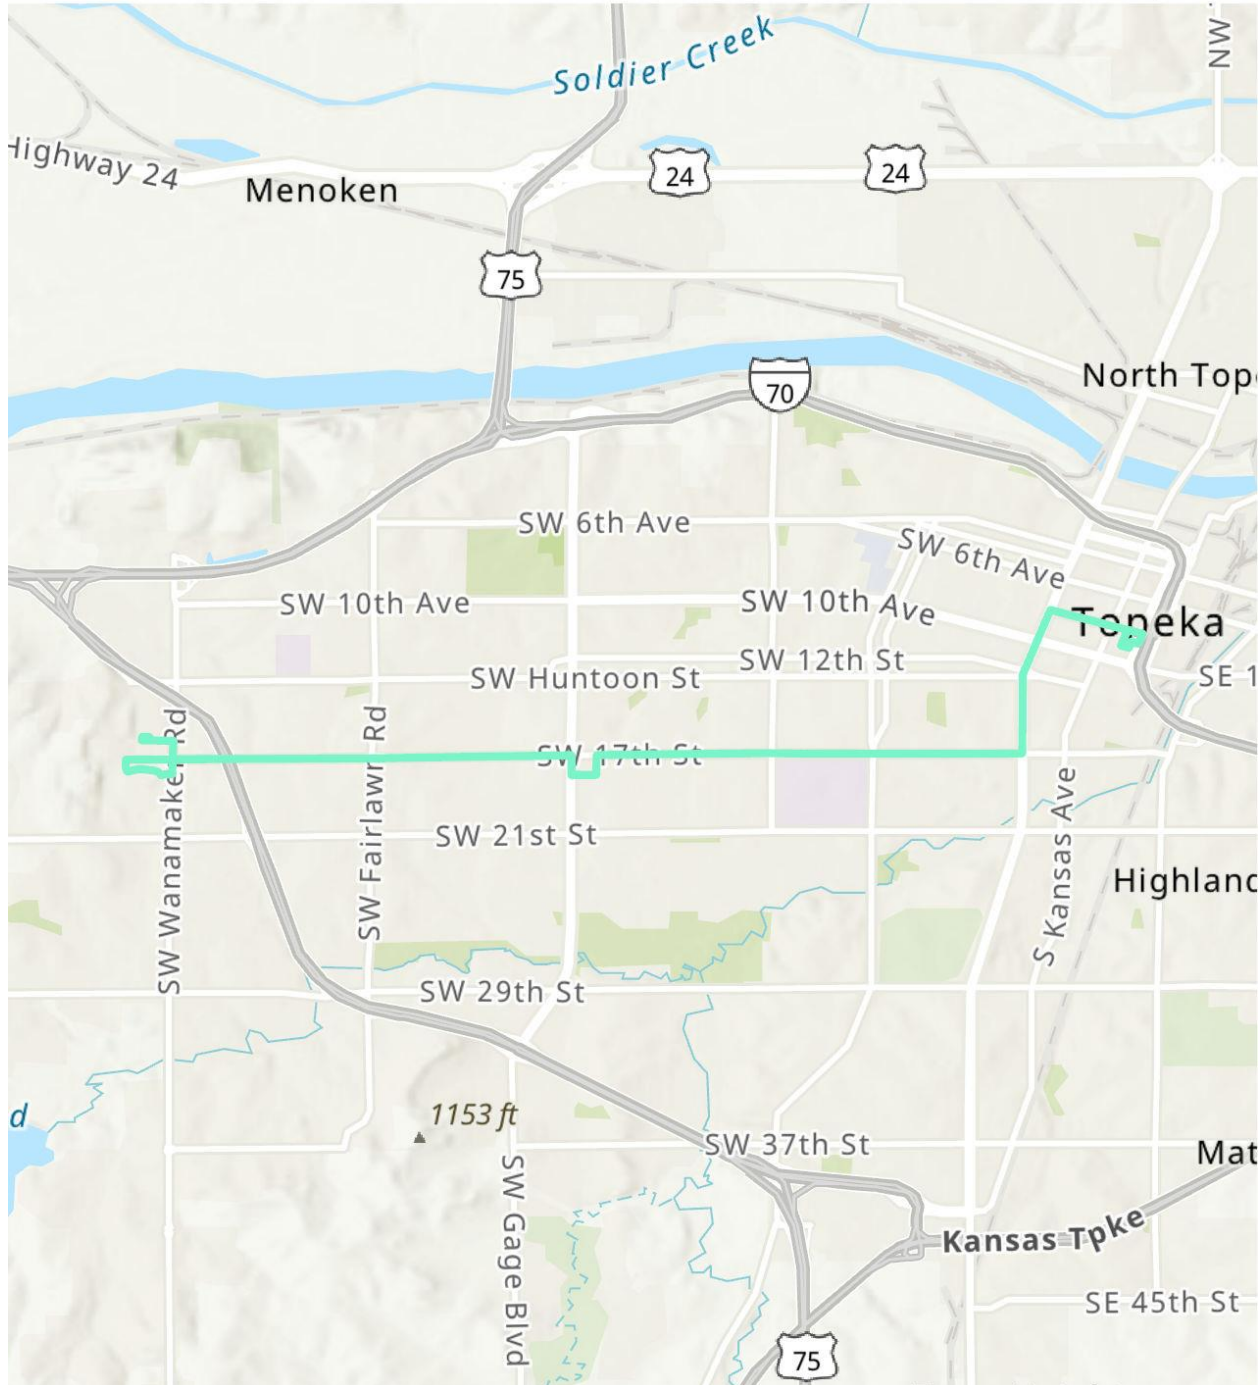 NW
Soldier Creek
Highway 24
24
24
Menoken
75
70
North Top
SW 6th Ave
SW 6th Ave
SW 10th Ave
SW 10th Ave
Topeka
SW 12th St
SW Huntoon St
SE 1
SW Wanamaker Rd
SW Fairlawn Rd
SW 17th St
S Kansas Ave
SW 21st St
Highland
SW 29th St
d
1153 ft
SW 37th St
Mat
SW Gage Blvd
Kansas Tpke
SE 45th St
75